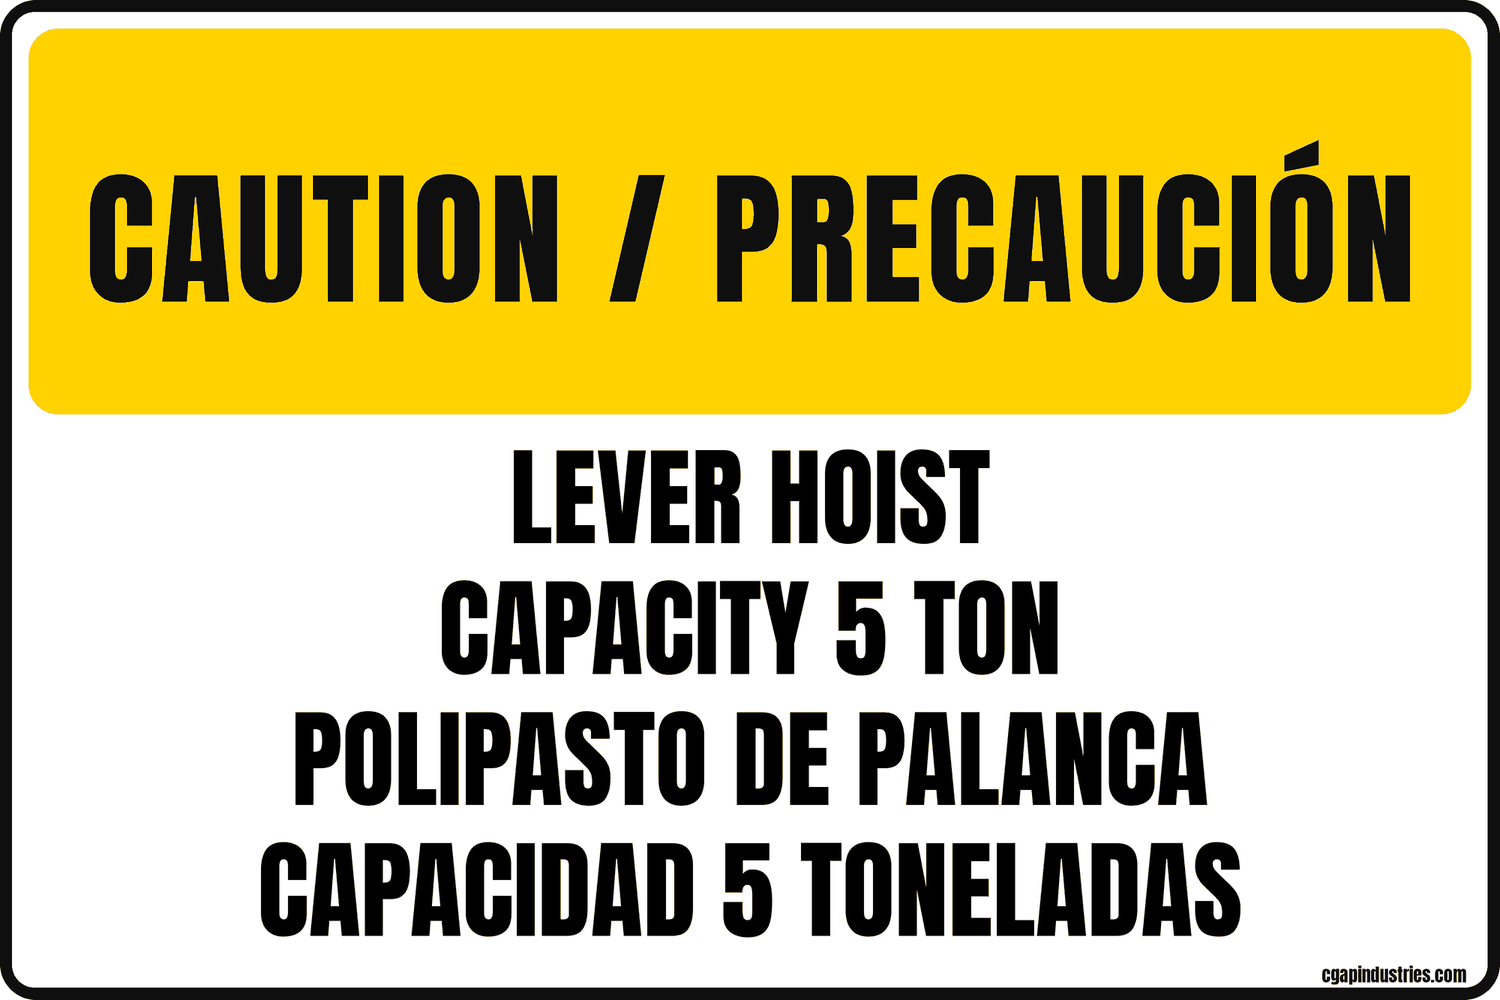 CAUTION / PRECAUCIÓN
LEVER HOIST
CAPACITY 5 TON
POLIPASTO DE PALANCA
CAPACIDAD 5 TONELADAS
cgapindustries.com